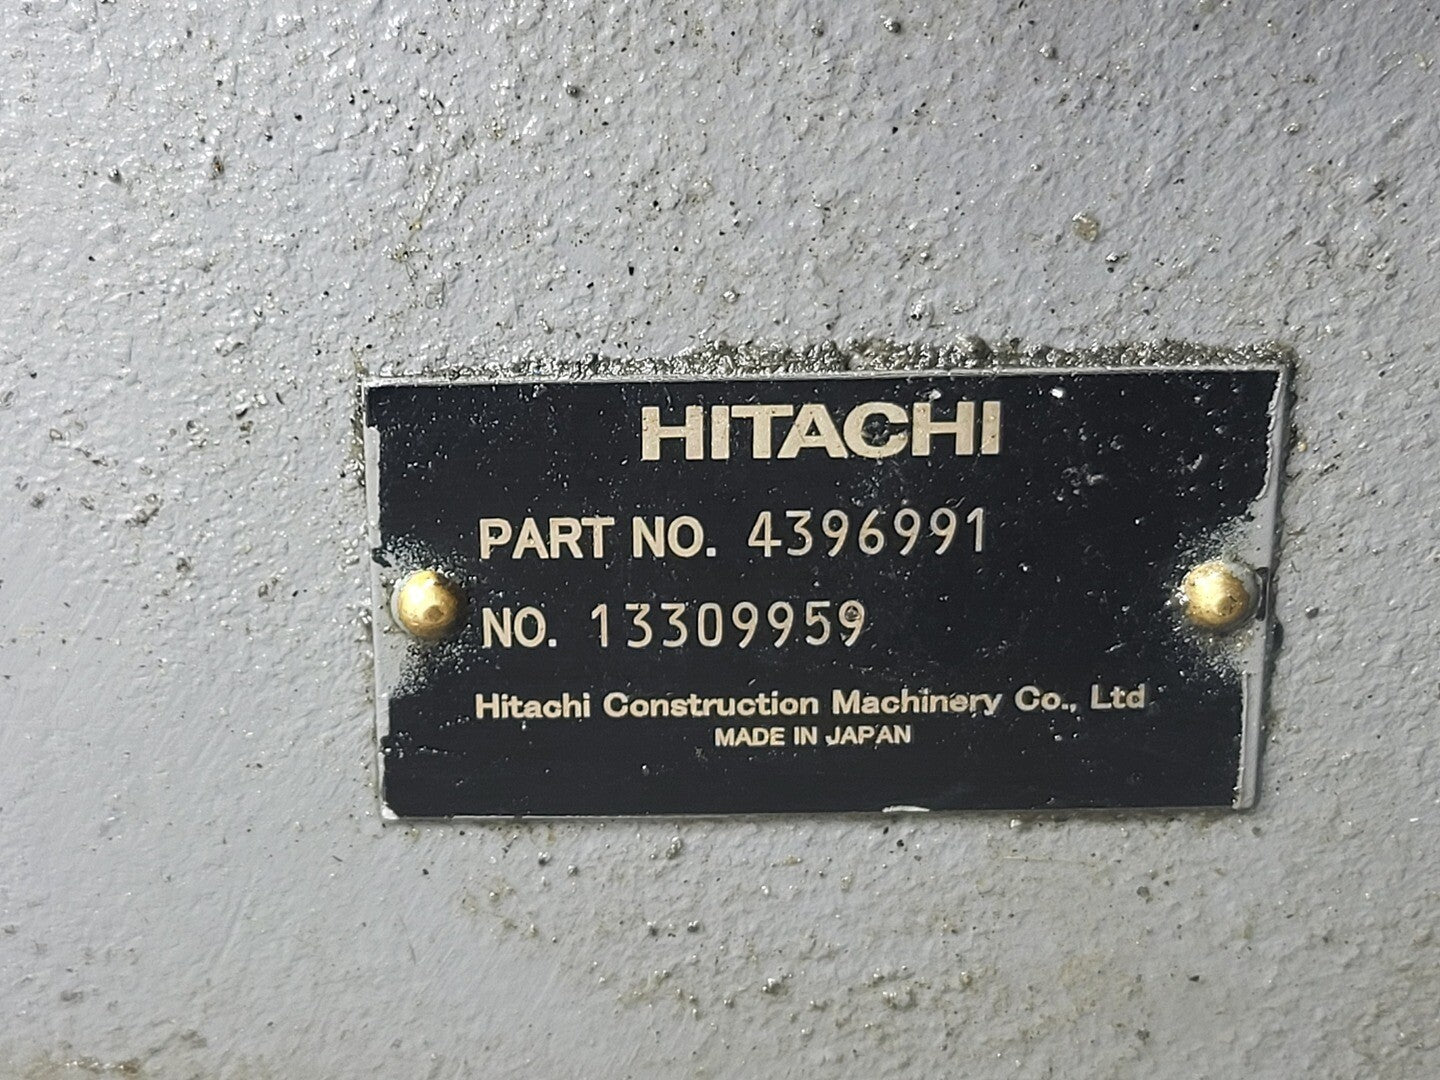 HITACHI
PART NO. 4396991
NO. 13309959
Hitachi Construction Machinery Co., Ltd
MADE IN JAPAN